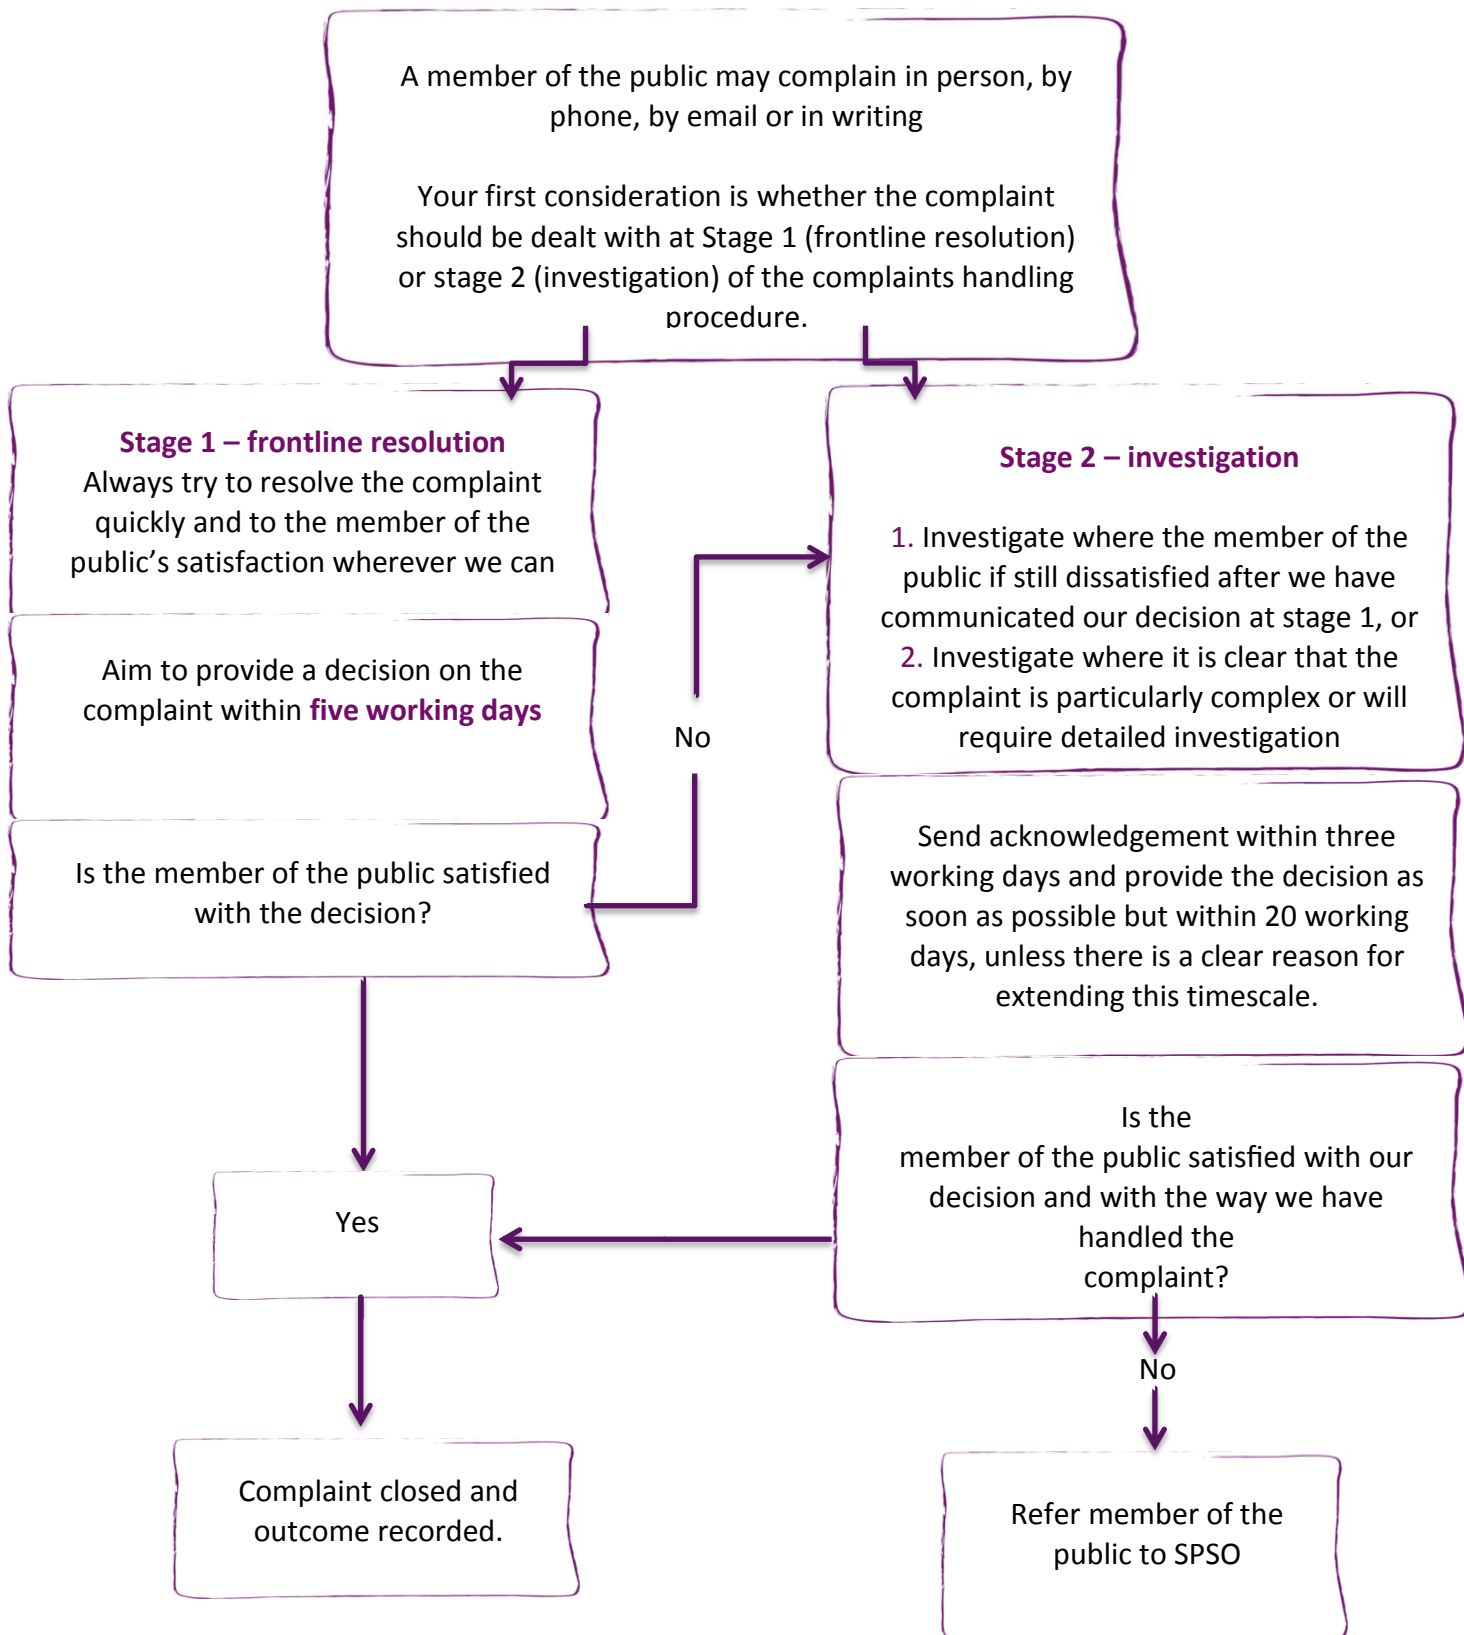 A member of the public may complain in person, by
phone, by email or in writing
Your first consideration is whether the complaint
should be dealt with at Stage 1 (frontline resolution)
or stage 2 (investigation) of the complaints handling
procedure.
Stage 1 – frontline resolution
Always try to resolve the complaint
quickly and to the member of the
public’s satisfaction wherever we can
Aim to provide a decision on the
complaint within five working days
Is the member of the public satisfied
with the decision?
No
Stage 2 – investigation
1. Investigate where the member of the
public if still dissatisfied after we have
communicated our decision at stage 1, or
2. Investigate where it is clear that the
complaint is particularly complex or will
require detailed investigation
Send acknowledgement within three
working days and provide the decision as
soon as possible but within 20 working
days, unless there is a clear reason for
extending this timescale.
Is the
member of the public satisfied with our
decision and with the way we have
handled the
complaint?
Yes
No
Complaint closed and
outcome recorded.
Refer member of the
public to SPSO